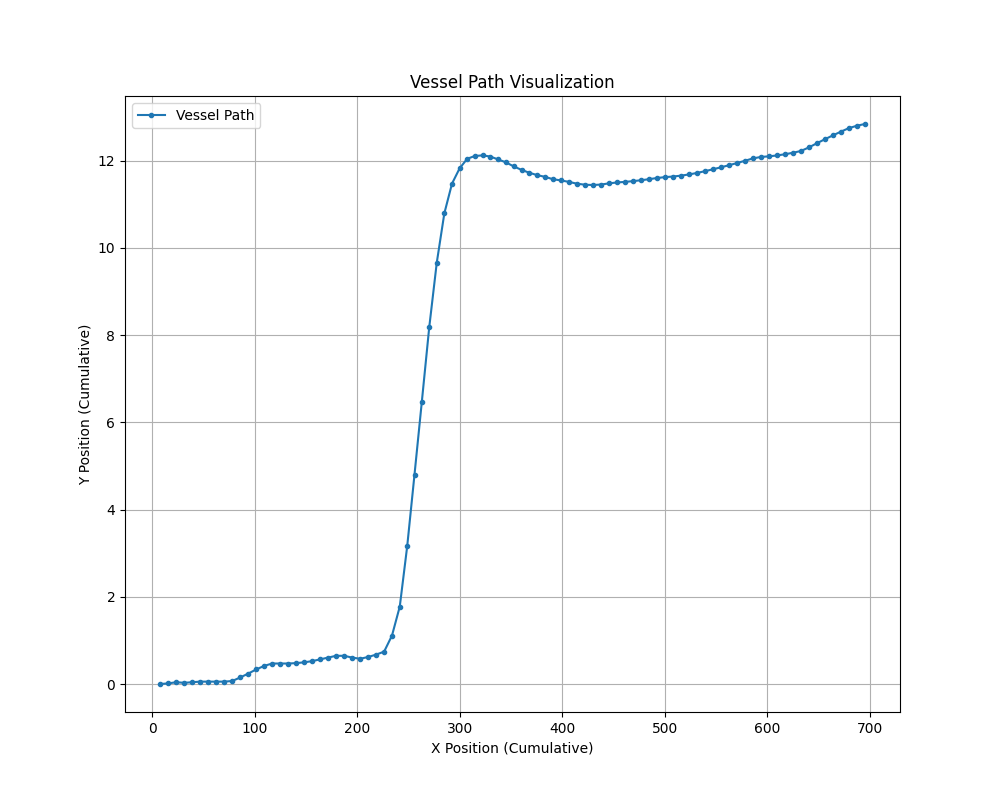 Vessel Path Visualization
Vessel Path
Y Position (Cumulative)
12
10
8
6
4
2
0
0 100 200 300 400 500 600 700
X Position (Cumulative)